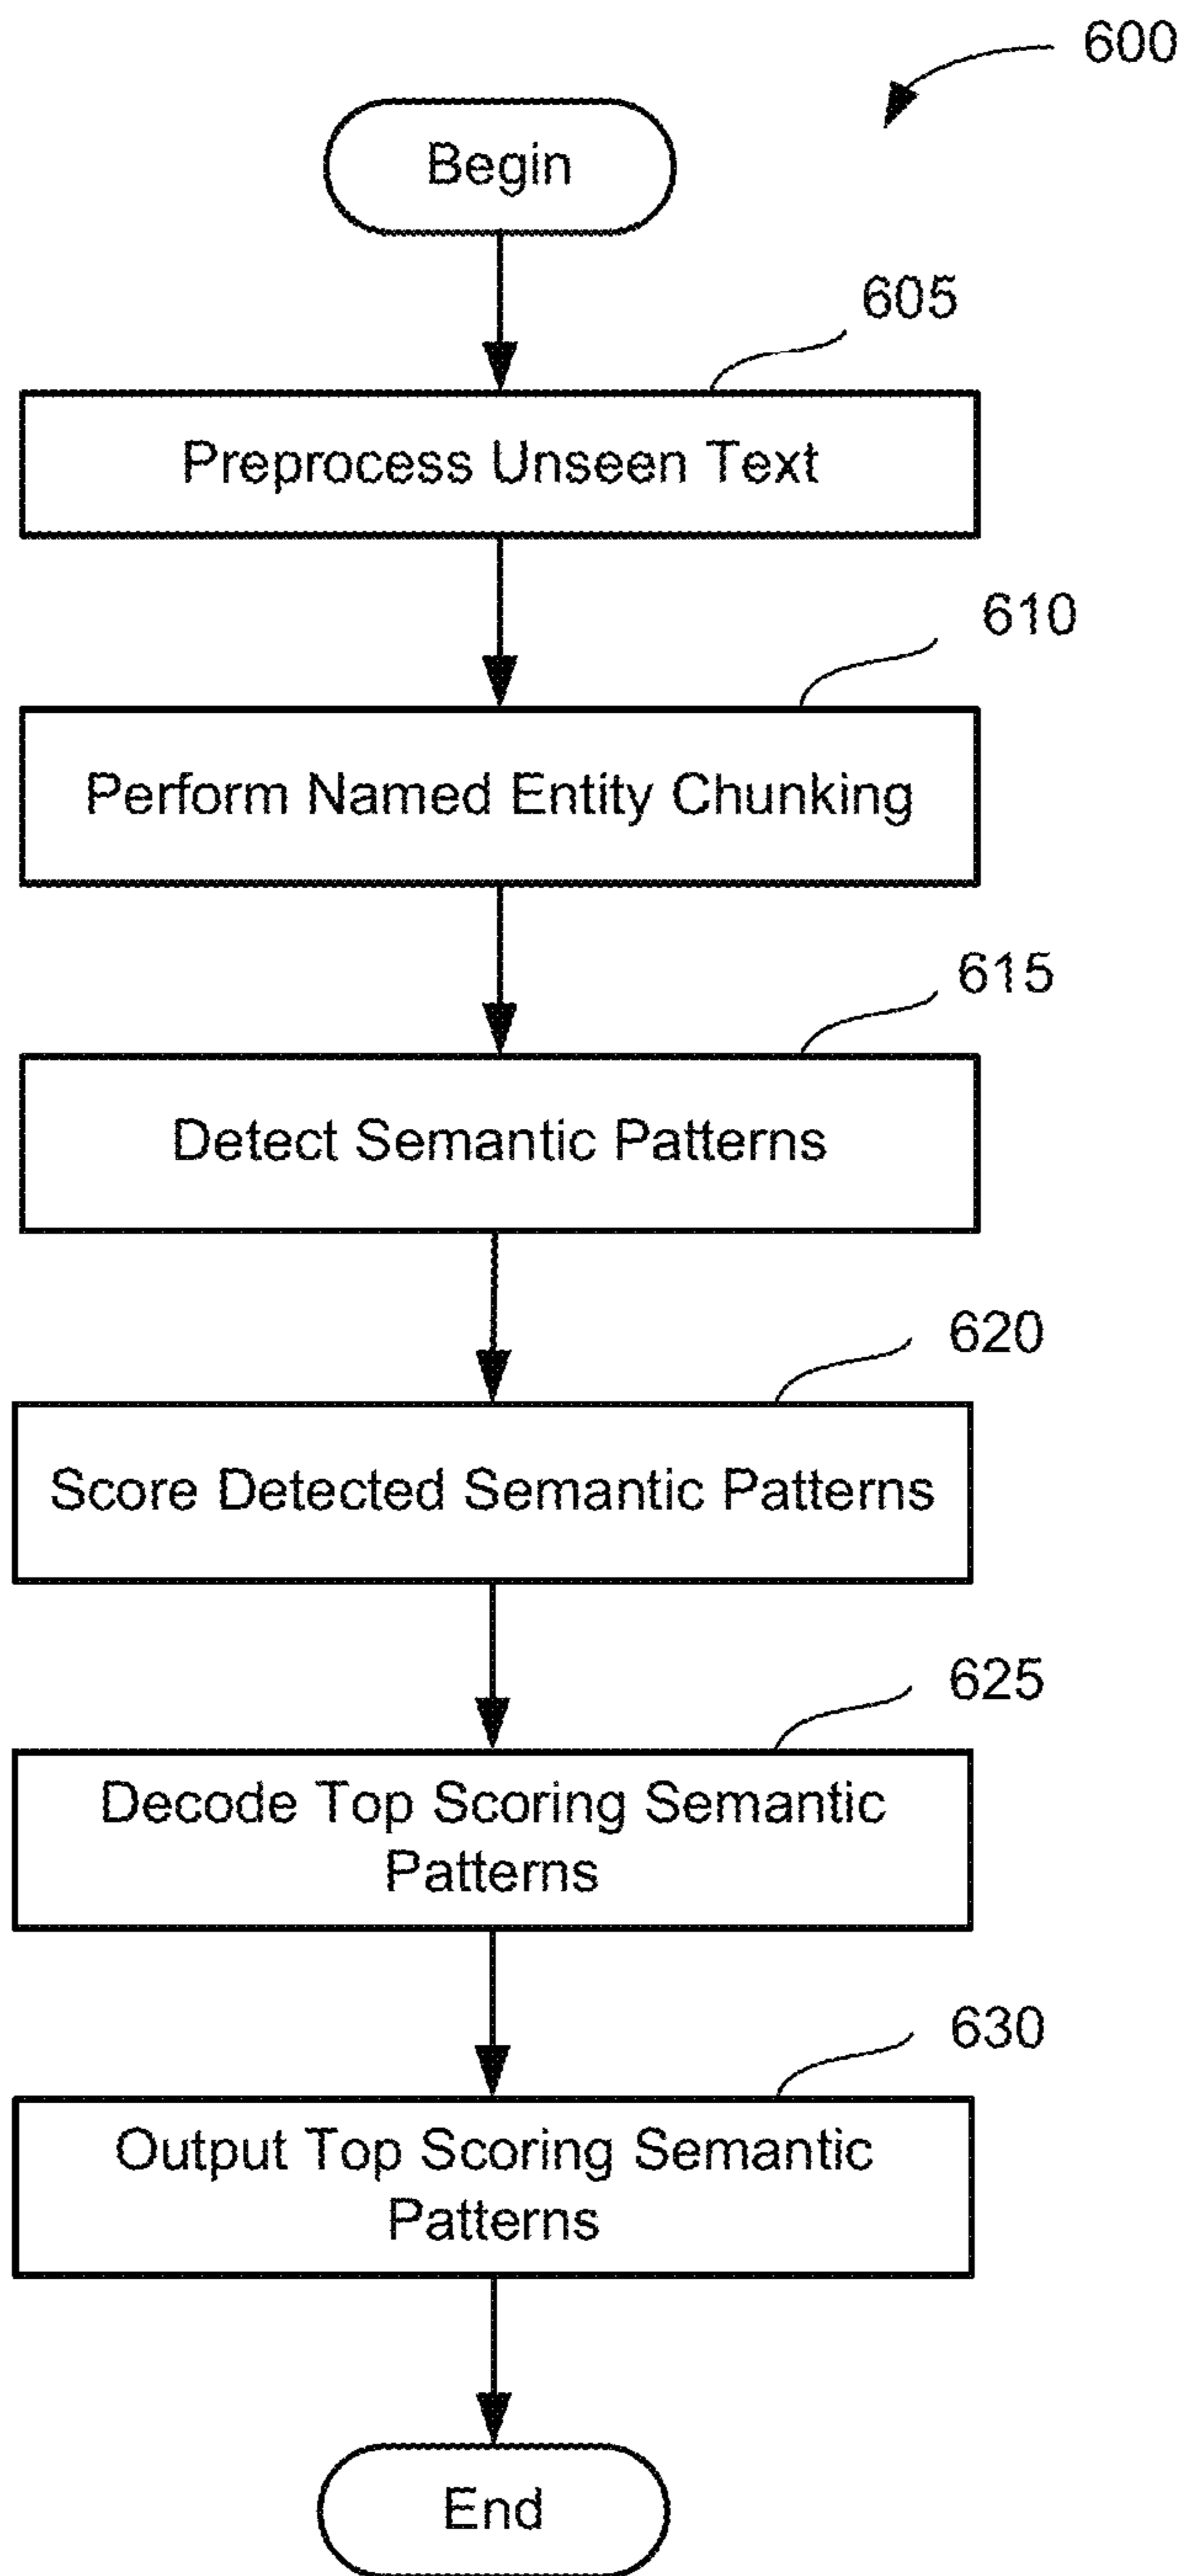 600
Begin
605
Preprocess Unseen Text
610
Perform Named Entity Chunking
615
Detect Semantic Patterns
620
Score Detected Semantic Patterns
625
Decode Top Scoring Semantic
Patterns
630
Output Top Scoring Semantic
Patterns
End